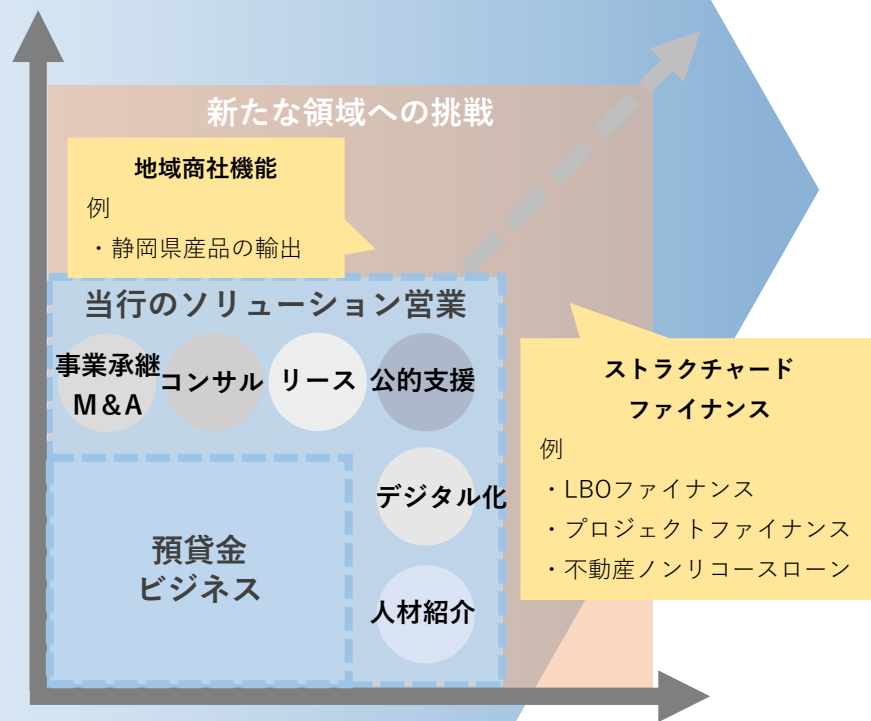 新たな領域への挑戦
地域商社機能
例
・静岡県産品の輸出
当行のソリューション営業
事業承継
M&A
コンサル
リース
公的支援
デジタル化
人材紹介
預貸金
ビジネス
ストラクチャード
ファイナンス
例
・LBOファイナンス
・プロジェクトファイナンス
・不動産ノンリコースローン